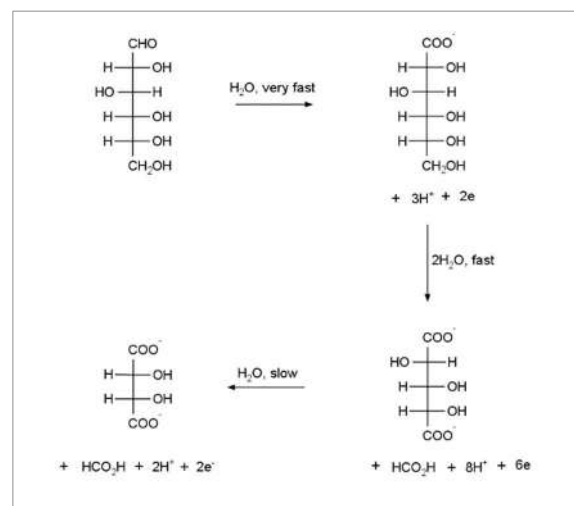 CHO
H OH
HO H
H OH
H OH
CH₂OH
H₂O, very fast
COO⁻
H OH
HO H
H OH
H OH
CH₂OH
+ 3H⁺ + 2e
2H₂O, fast
COO⁻
HO H
H OH
H OH
COO⁻
+ HCO₂H + 8H⁺ + 6e
H₂O, slow
COO⁻
H OH
H OH
COO⁻
+ HCO₂H + 2H⁺ + 2e⁻